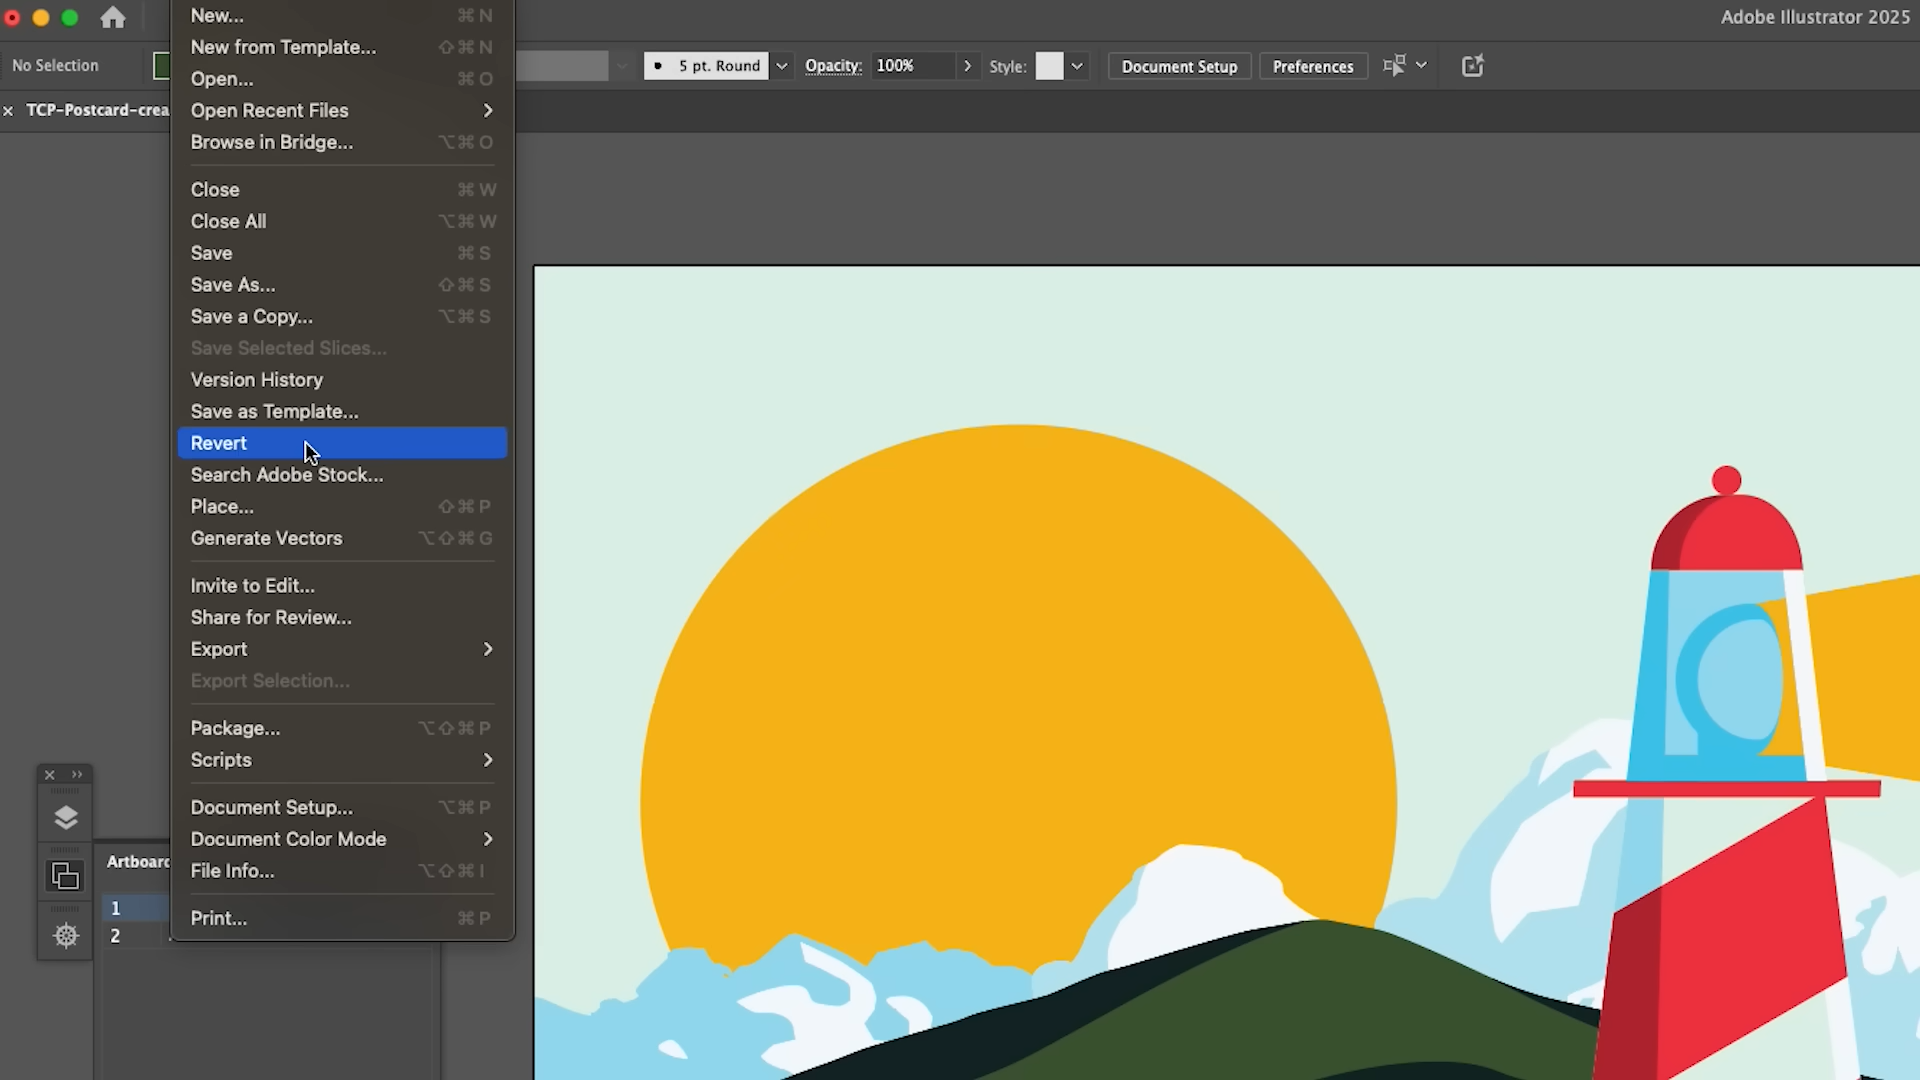 Adobe Illustrator 2025
No Selection
5 pt. Round
Opacity: 100%
Style:
Document Setup
Preferences
TCP-Postcard-crea
New... ⌘ N
New from Template... ⇧⌘ N
Open... ⌘ O
Open Recent Files
Browse in Bridge... ⌥⌘ O
Close ⌘ W
Close All ⌥⌘ W
Save ⌘ S
Save As... ⇧⌘ S
Save a Copy... ⌥⌘ S
Save Selected Slices...
Version History
Save as Template...
Revert
Search Adobe Stock...
Place... ⇧⌘ P
Generate Vectors ⌥⇧⌘ G
Invite to Edit...
Share for Review...
Export
Export Selection...
Package... ⌥⇧⌘ P
Scripts
Document Setup... ⌥⌘ P
Document Color Mode
File Info... ⌥⇧⌘ I
Print... ⌘ P
Artboard
1
2